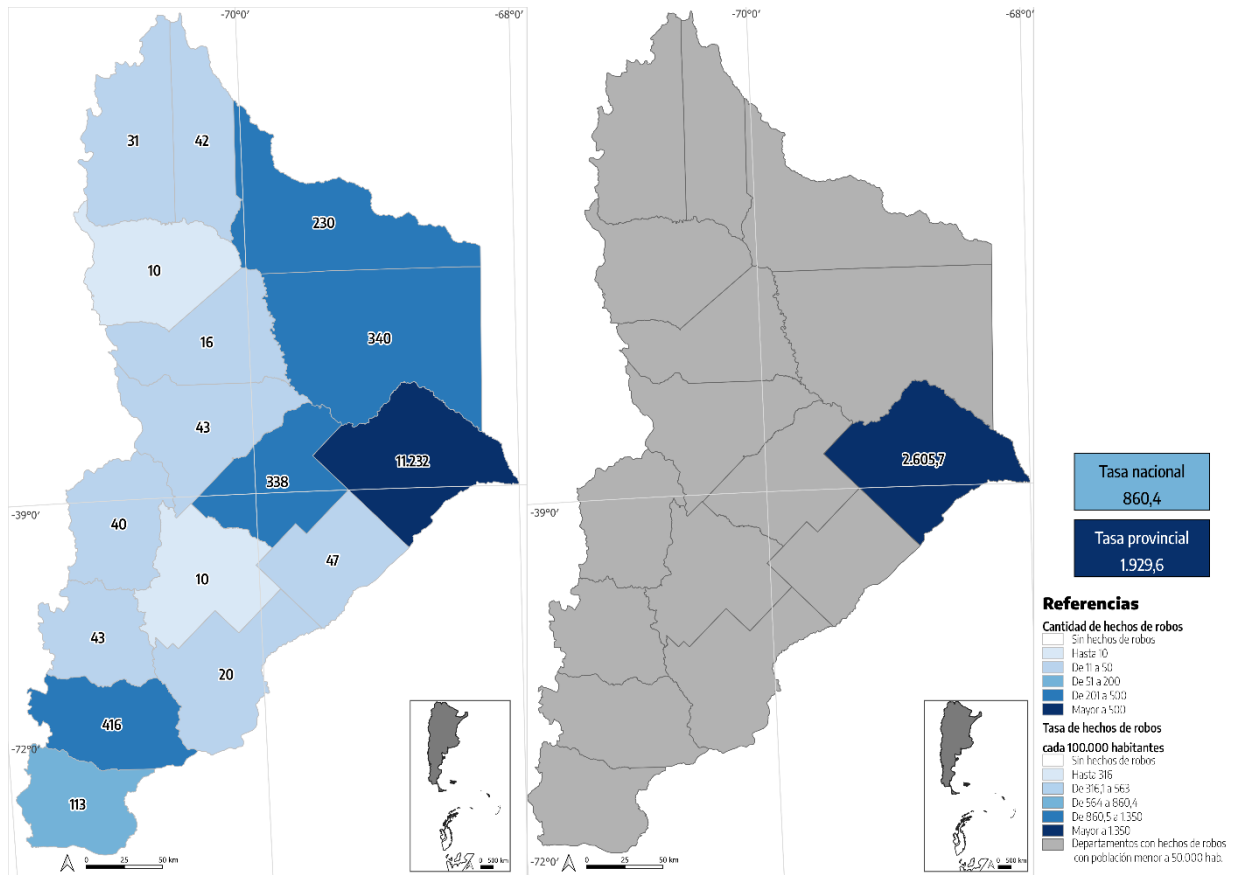 -70°0'
-68°0'
31
42
230
10
16
340
43
11.232
338
-39°0'
40
47
10
43
20
416
-72°0'
113
0 25 50 km
0 500 km
-70°0'
-68°0'
2.605,7
-39°0'
-72°0'
0 25 50 km
0 500 km
Tasa nacional
860,4
Tasa provincial
1.929,6
Referencias
Cantidad de hechos de robos
Sin hechos de robos
Hasta 10
De 11 a 50
De 51 a 200
De 201 a 500
Mayor a 500
Tasa de hechos de robos
cada 100.000 habitantes
Sin hechos de robos
Hasta 316
De 316,1 a 563
De 564 a 860,4
De 860,5 a 1.350
Mayor a 1.350
Departamentos con hechos de robos
con población menor a 50.000 hab.